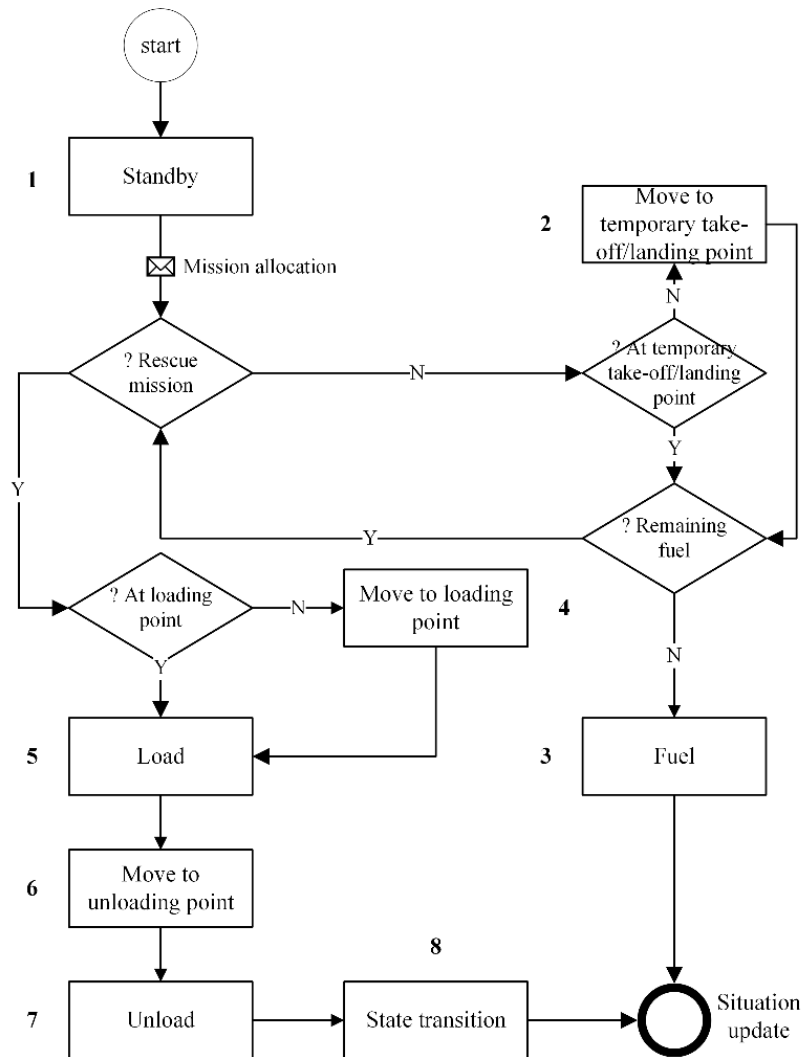 start
1
Standby
Mission allocation
2
Move to
temporary take-
off/landing point
N
? Rescue
mission
N
? At temporary
take-off/landing
point
Y
Y
Y
? Remaining
fuel
? At loading
point
N
Move to loading
point
4
Y
N
5
Load
3
Fuel
6
Move to
unloading point
8
7
Unload
State transition
Situation
update